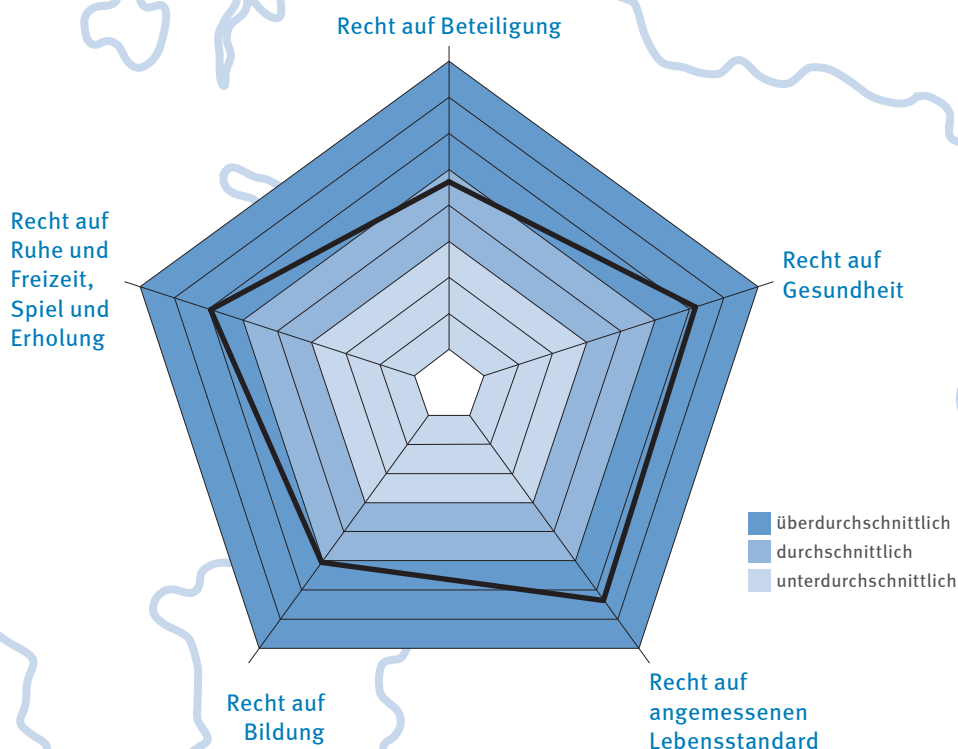 Recht auf Beteiligung
Recht auf
Ruhe und
Freizeit,
Spiel und
Erholung
Recht auf
Gesundheit
überdurchschnittlich
durchschnittlich
unterdurchschnittlich
Recht auf
Bildung
Recht auf
angemessenen
Lebensstandard